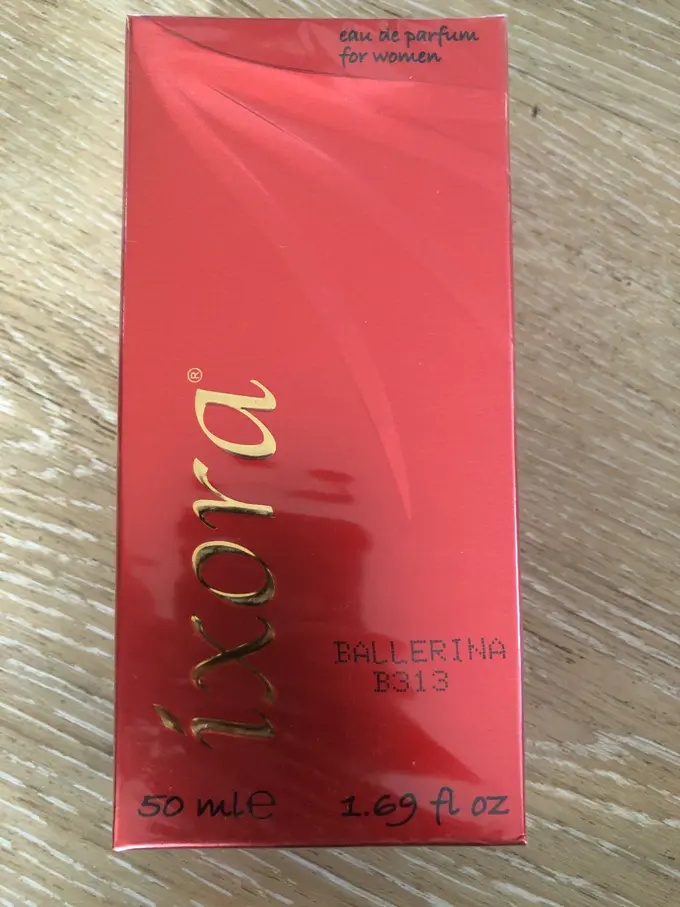 eau de parfum
for women
ixora®
BALLERINA
B313
50 ml℮
1.69 fl oz